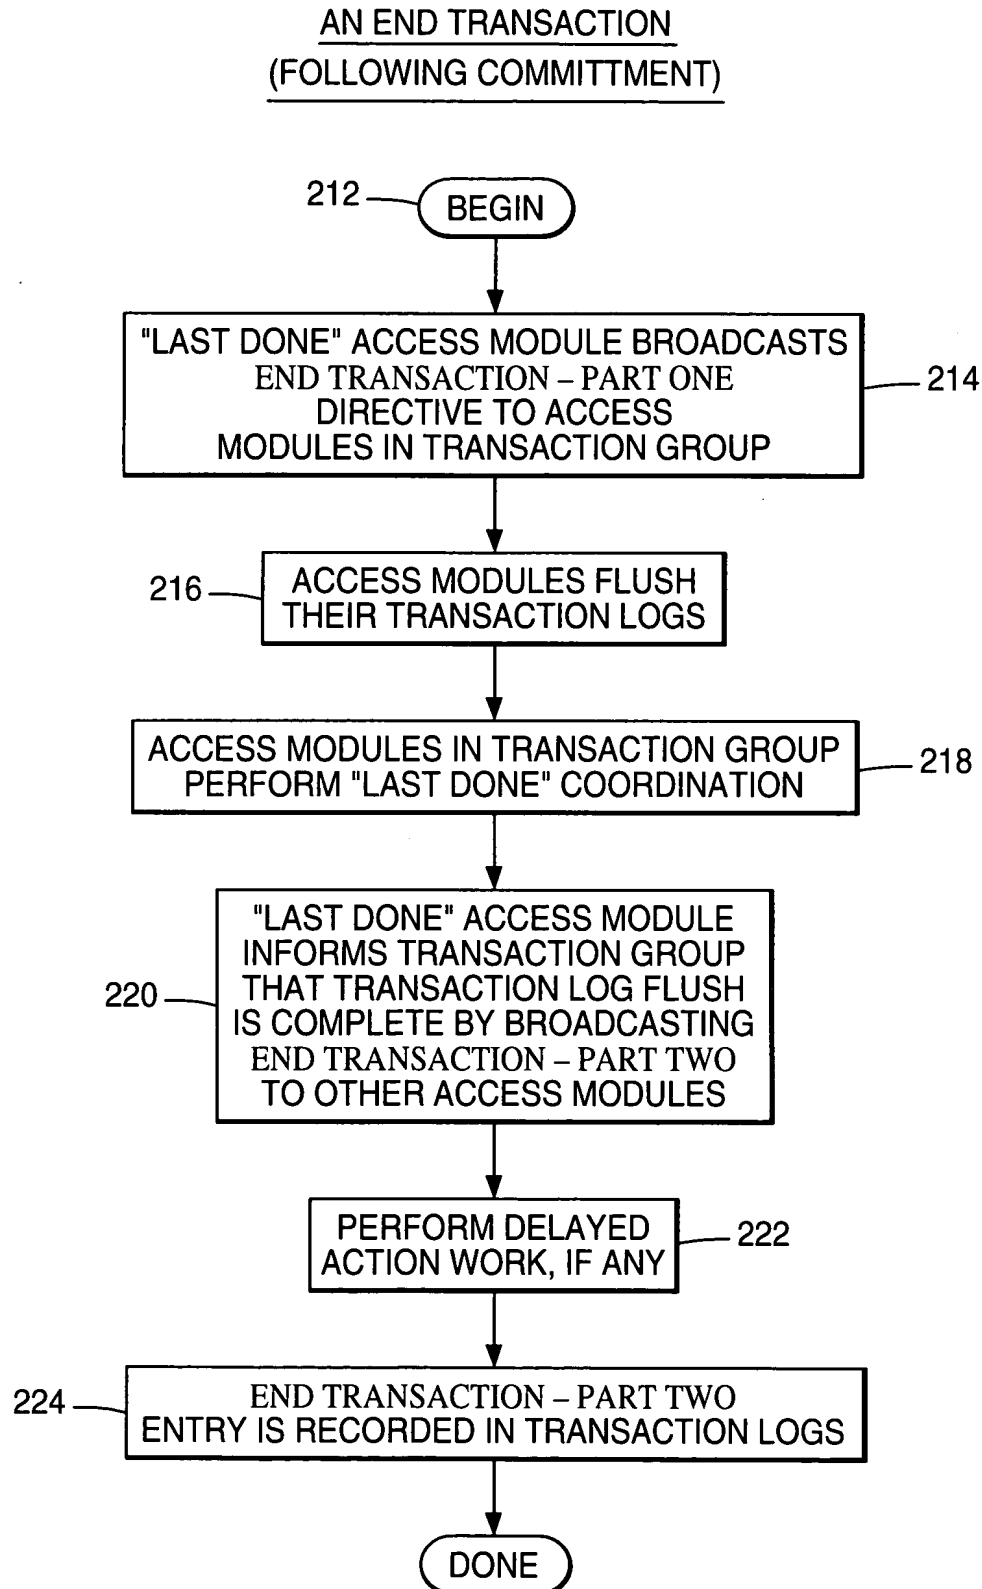 AN END TRANSACTION
(FOLLOWING COMMITTMENT)
212
BEGIN
"LAST DONE" ACCESS MODULE BROADCASTS
END TRANSACTION – PART ONE
DIRECTIVE TO ACCESS
MODULES IN TRANSACTION GROUP
214
216
ACCESS MODULES FLUSH
THEIR TRANSACTION LOGS
ACCESS MODULES IN TRANSACTION GROUP
PERFORM "LAST DONE" COORDINATION
218
220
"LAST DONE" ACCESS MODULE
INFORMS TRANSACTION GROUP
THAT TRANSACTION LOG FLUSH
IS COMPLETE BY BROADCASTING
END TRANSACTION – PART TWO
TO OTHER ACCESS MODULES
PERFORM DELAYED
ACTION WORK, IF ANY
222
224
END TRANSACTION – PART TWO
ENTRY IS RECORDED IN TRANSACTION LOGS
DONE